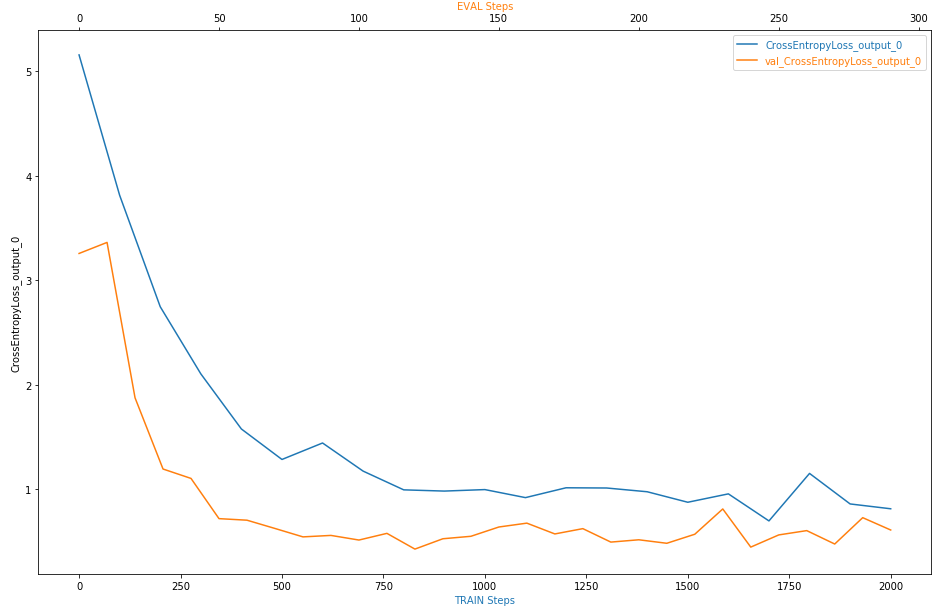 EVAL Steps
0 50 100 150 200 250 300
CrossEntropyLoss_output_0
val_CrossEntropyLoss_output_0
CrossEntropyLoss_output_0
5
4
3
2
1
0 250 500 750 1000 1250 1500 1750 2000
TRAIN Steps